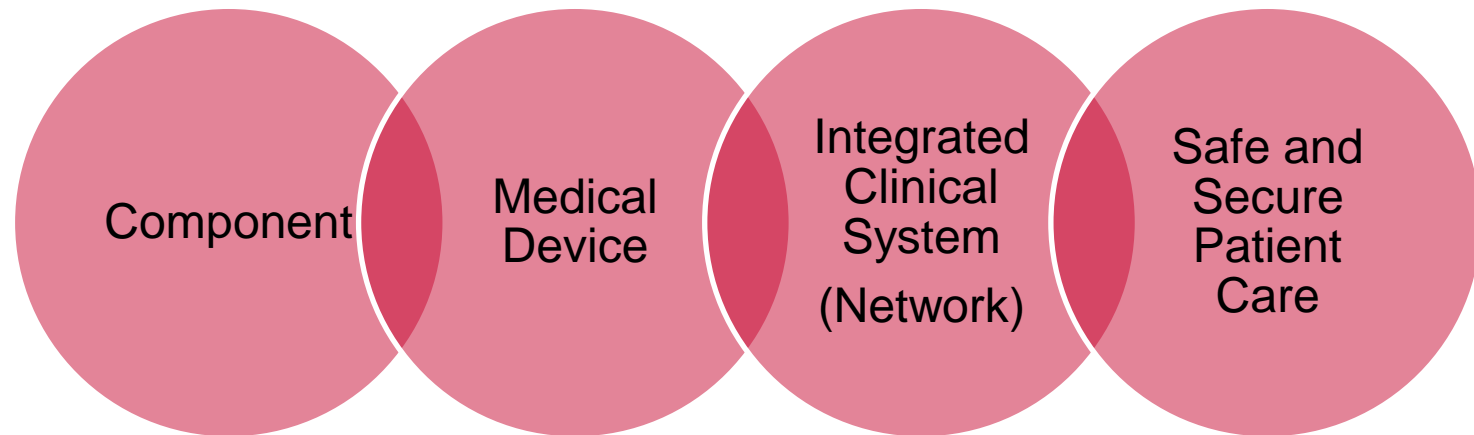 Component
Medical
Device
Integrated
Clinical
System
(Network)
Safe and
Secure
Patient
Care